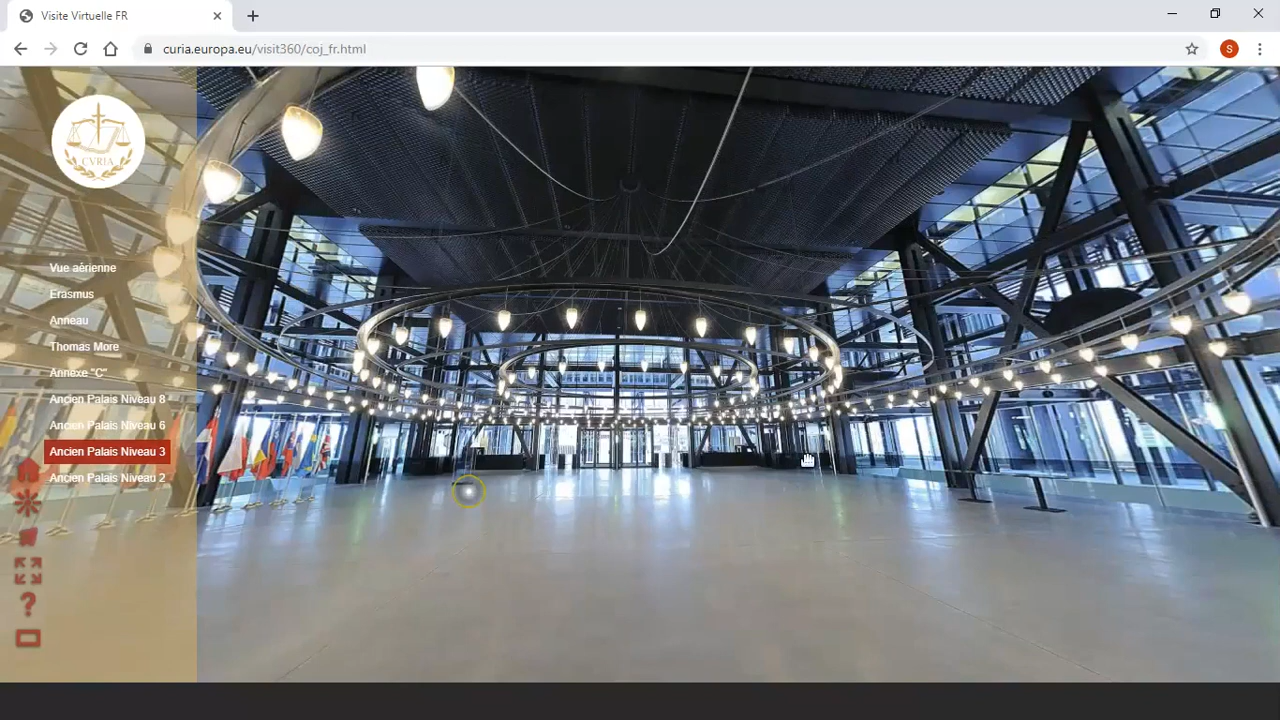 Visite Virtuelle FR
curia.europa.eu/visit360/coj_fr.html
S
CVRIA
Vue aérienne
Erasmus
Anneau
Thomas More
Annexe "C"
Ancien Palais Niveau 8
Ancien Palais Niveau 6
Ancien Palais Niveau 3
Ancien Palais Niveau 2
?